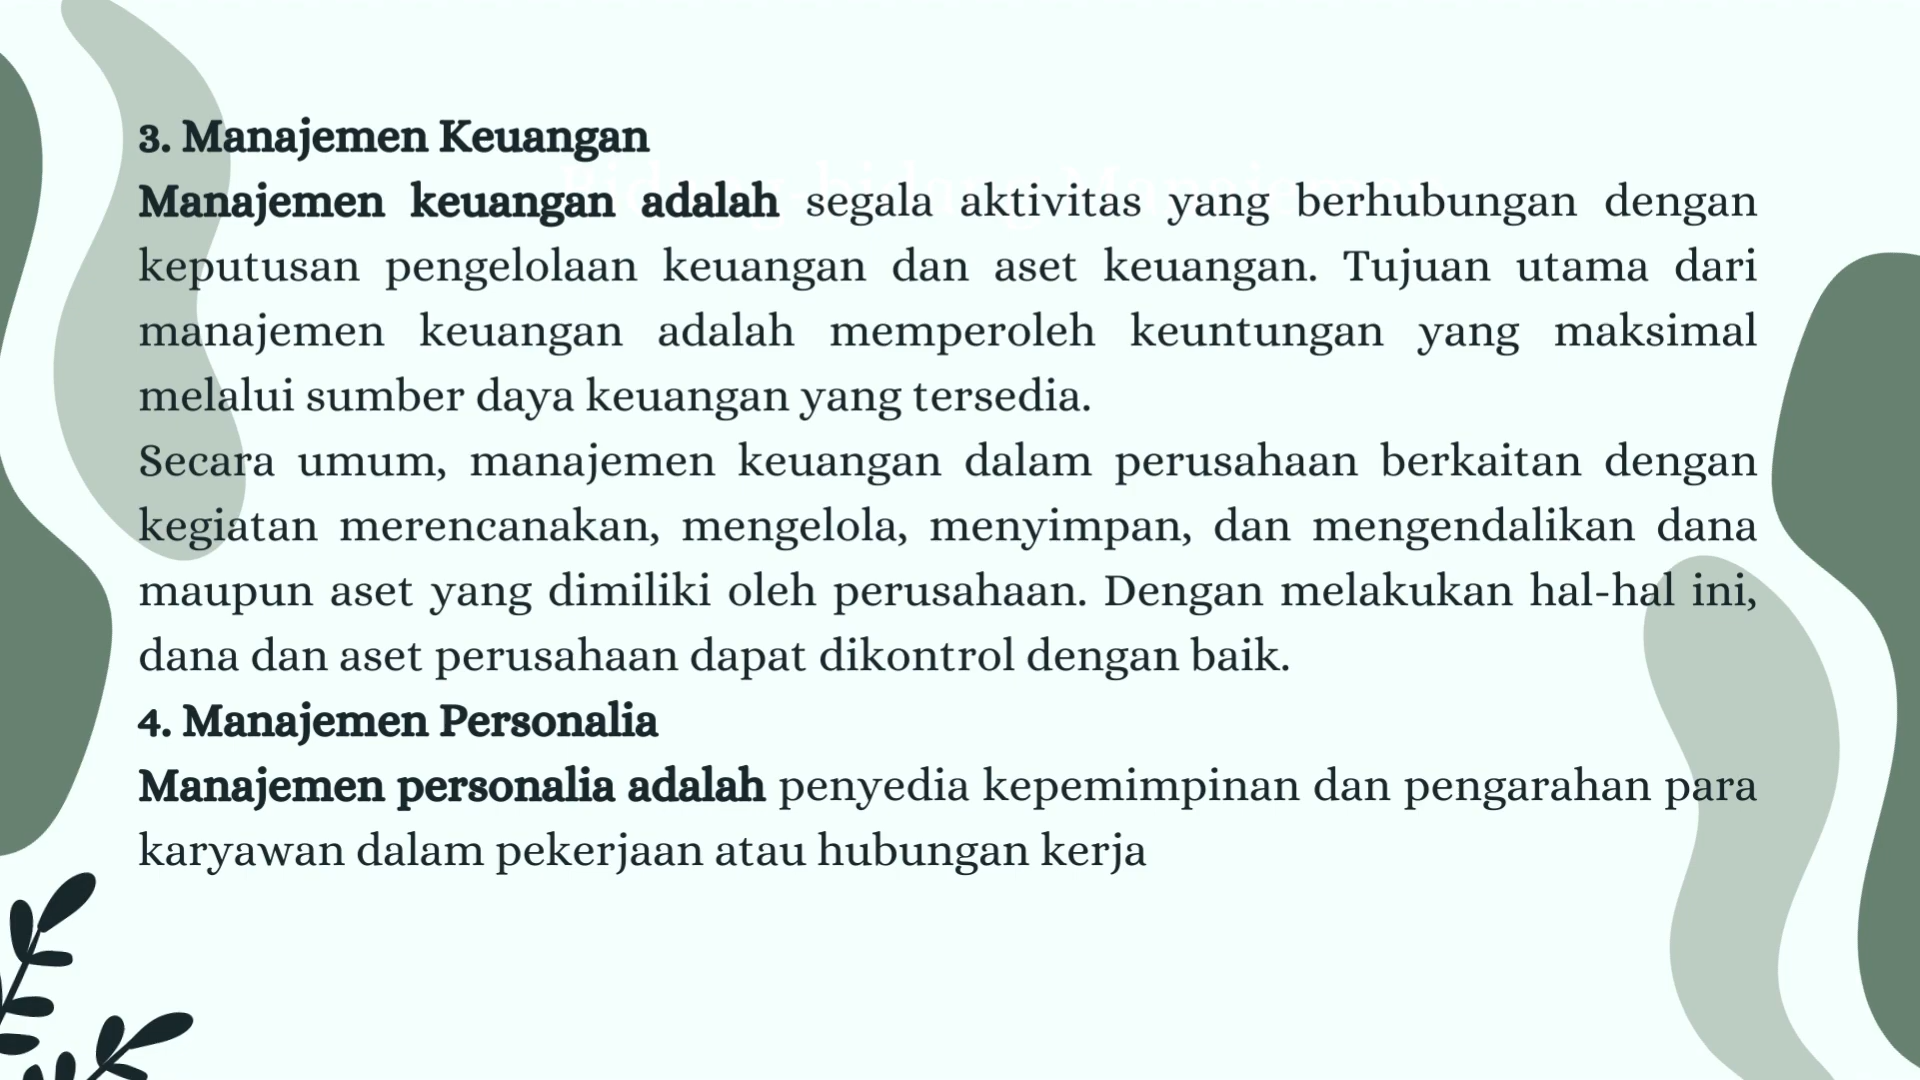 3. Manajemen Keuangan
Manajemen keuangan adalah segala aktivitas yang berhubungan dengan
keputusan pengelolaan keuangan dan aset keuangan. Tujuan utama dari
manajemen keuangan adalah memperoleh keuntungan yang maksimal
melalui sumber daya keuangan yang tersedia.
Secara umum, manajemen keuangan dalam perusahaan berkaitan dengan
kegiatan merencanakan, mengelola, menyimpan, dan mengendalikan dana
maupun aset yang dimiliki oleh perusahaan. Dengan melakukan hal-hal ini,
dana dan aset perusahaan dapat dikontrol dengan baik.
4. Manajemen Personalia
Manajemen personalia adalah penyedia kepemimpinan dan pengarahan para
karyawan dalam pekerjaan atau hubungan kerja